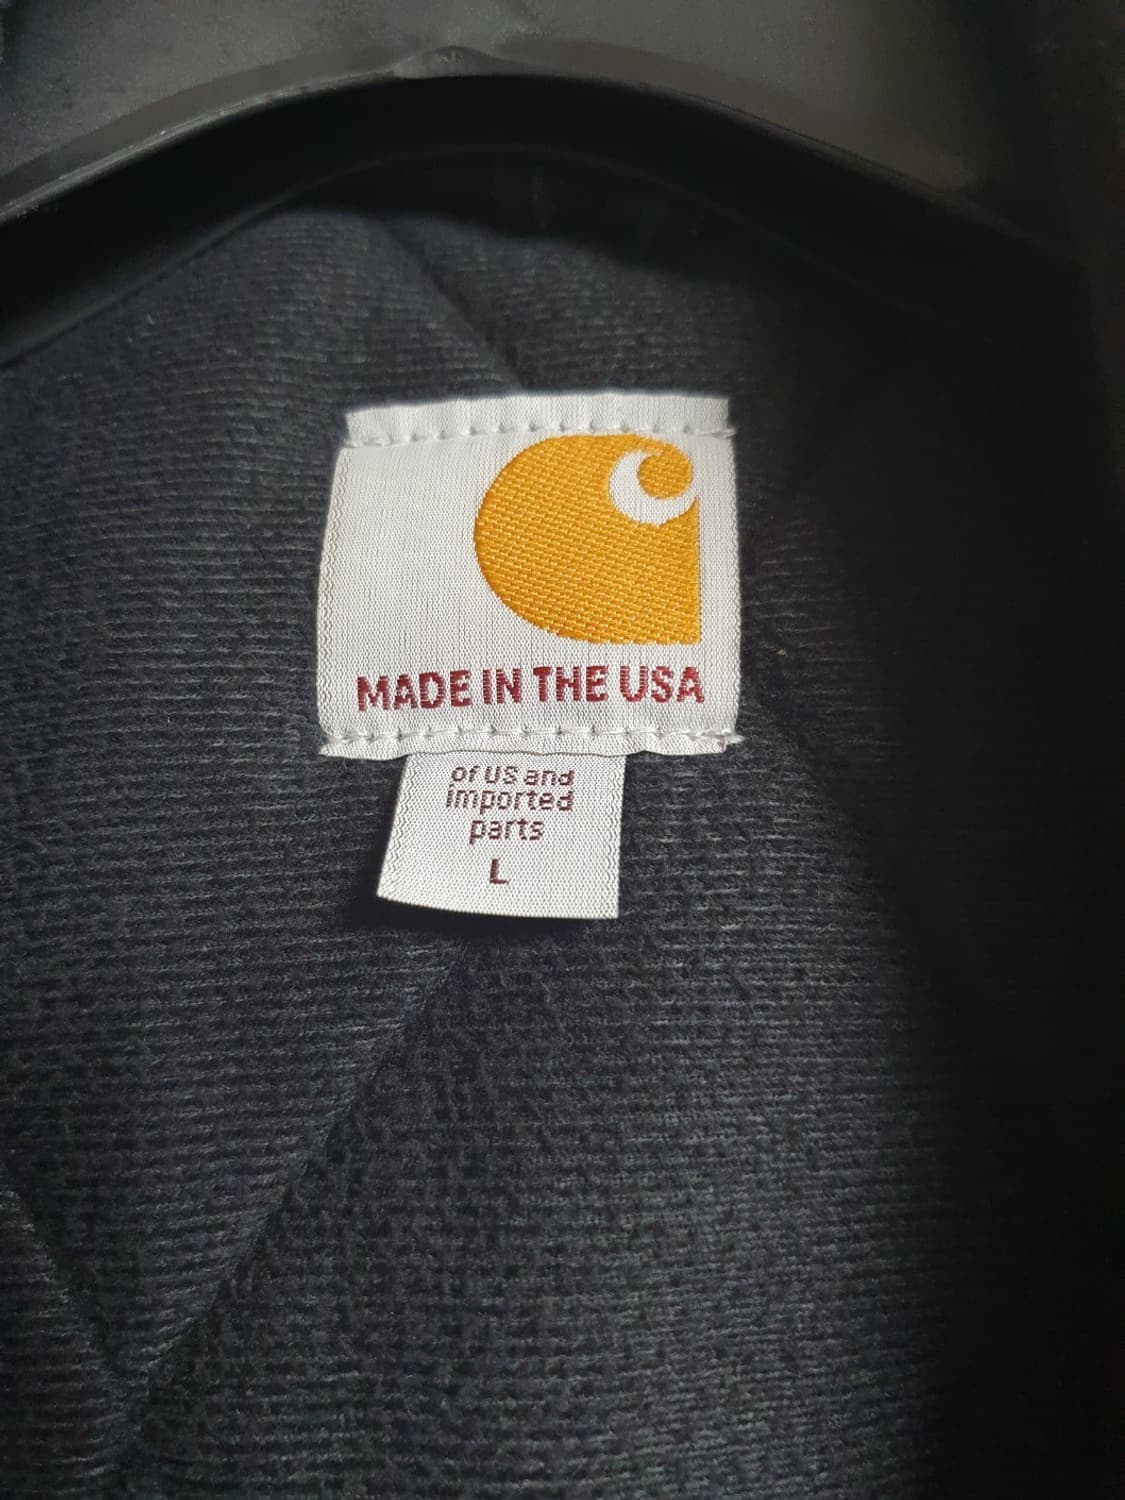 MADE IN THE USA
of US and
imported
parts
L